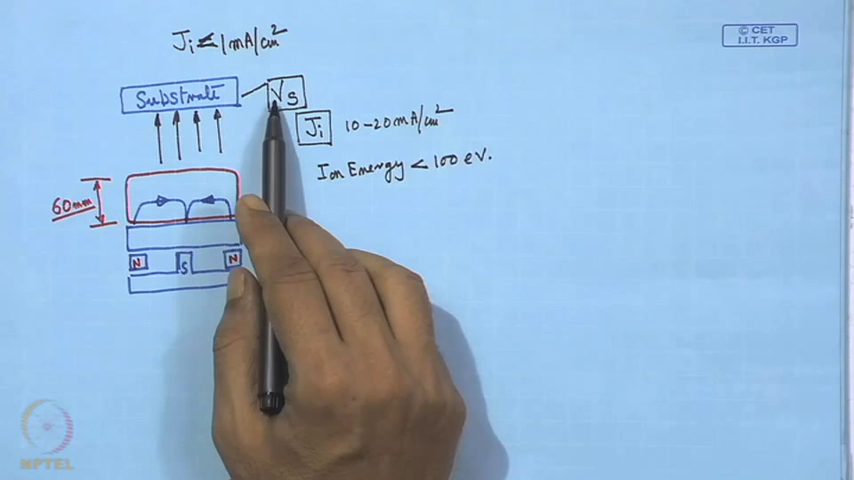 Ji ≤ 1mA/cm²
© CET
I.I.T. KGP
Substrate
Vs
Ji 10-20mA/cm²
Ion Energy < 100 eV.
60mm
N S N
NPTEL